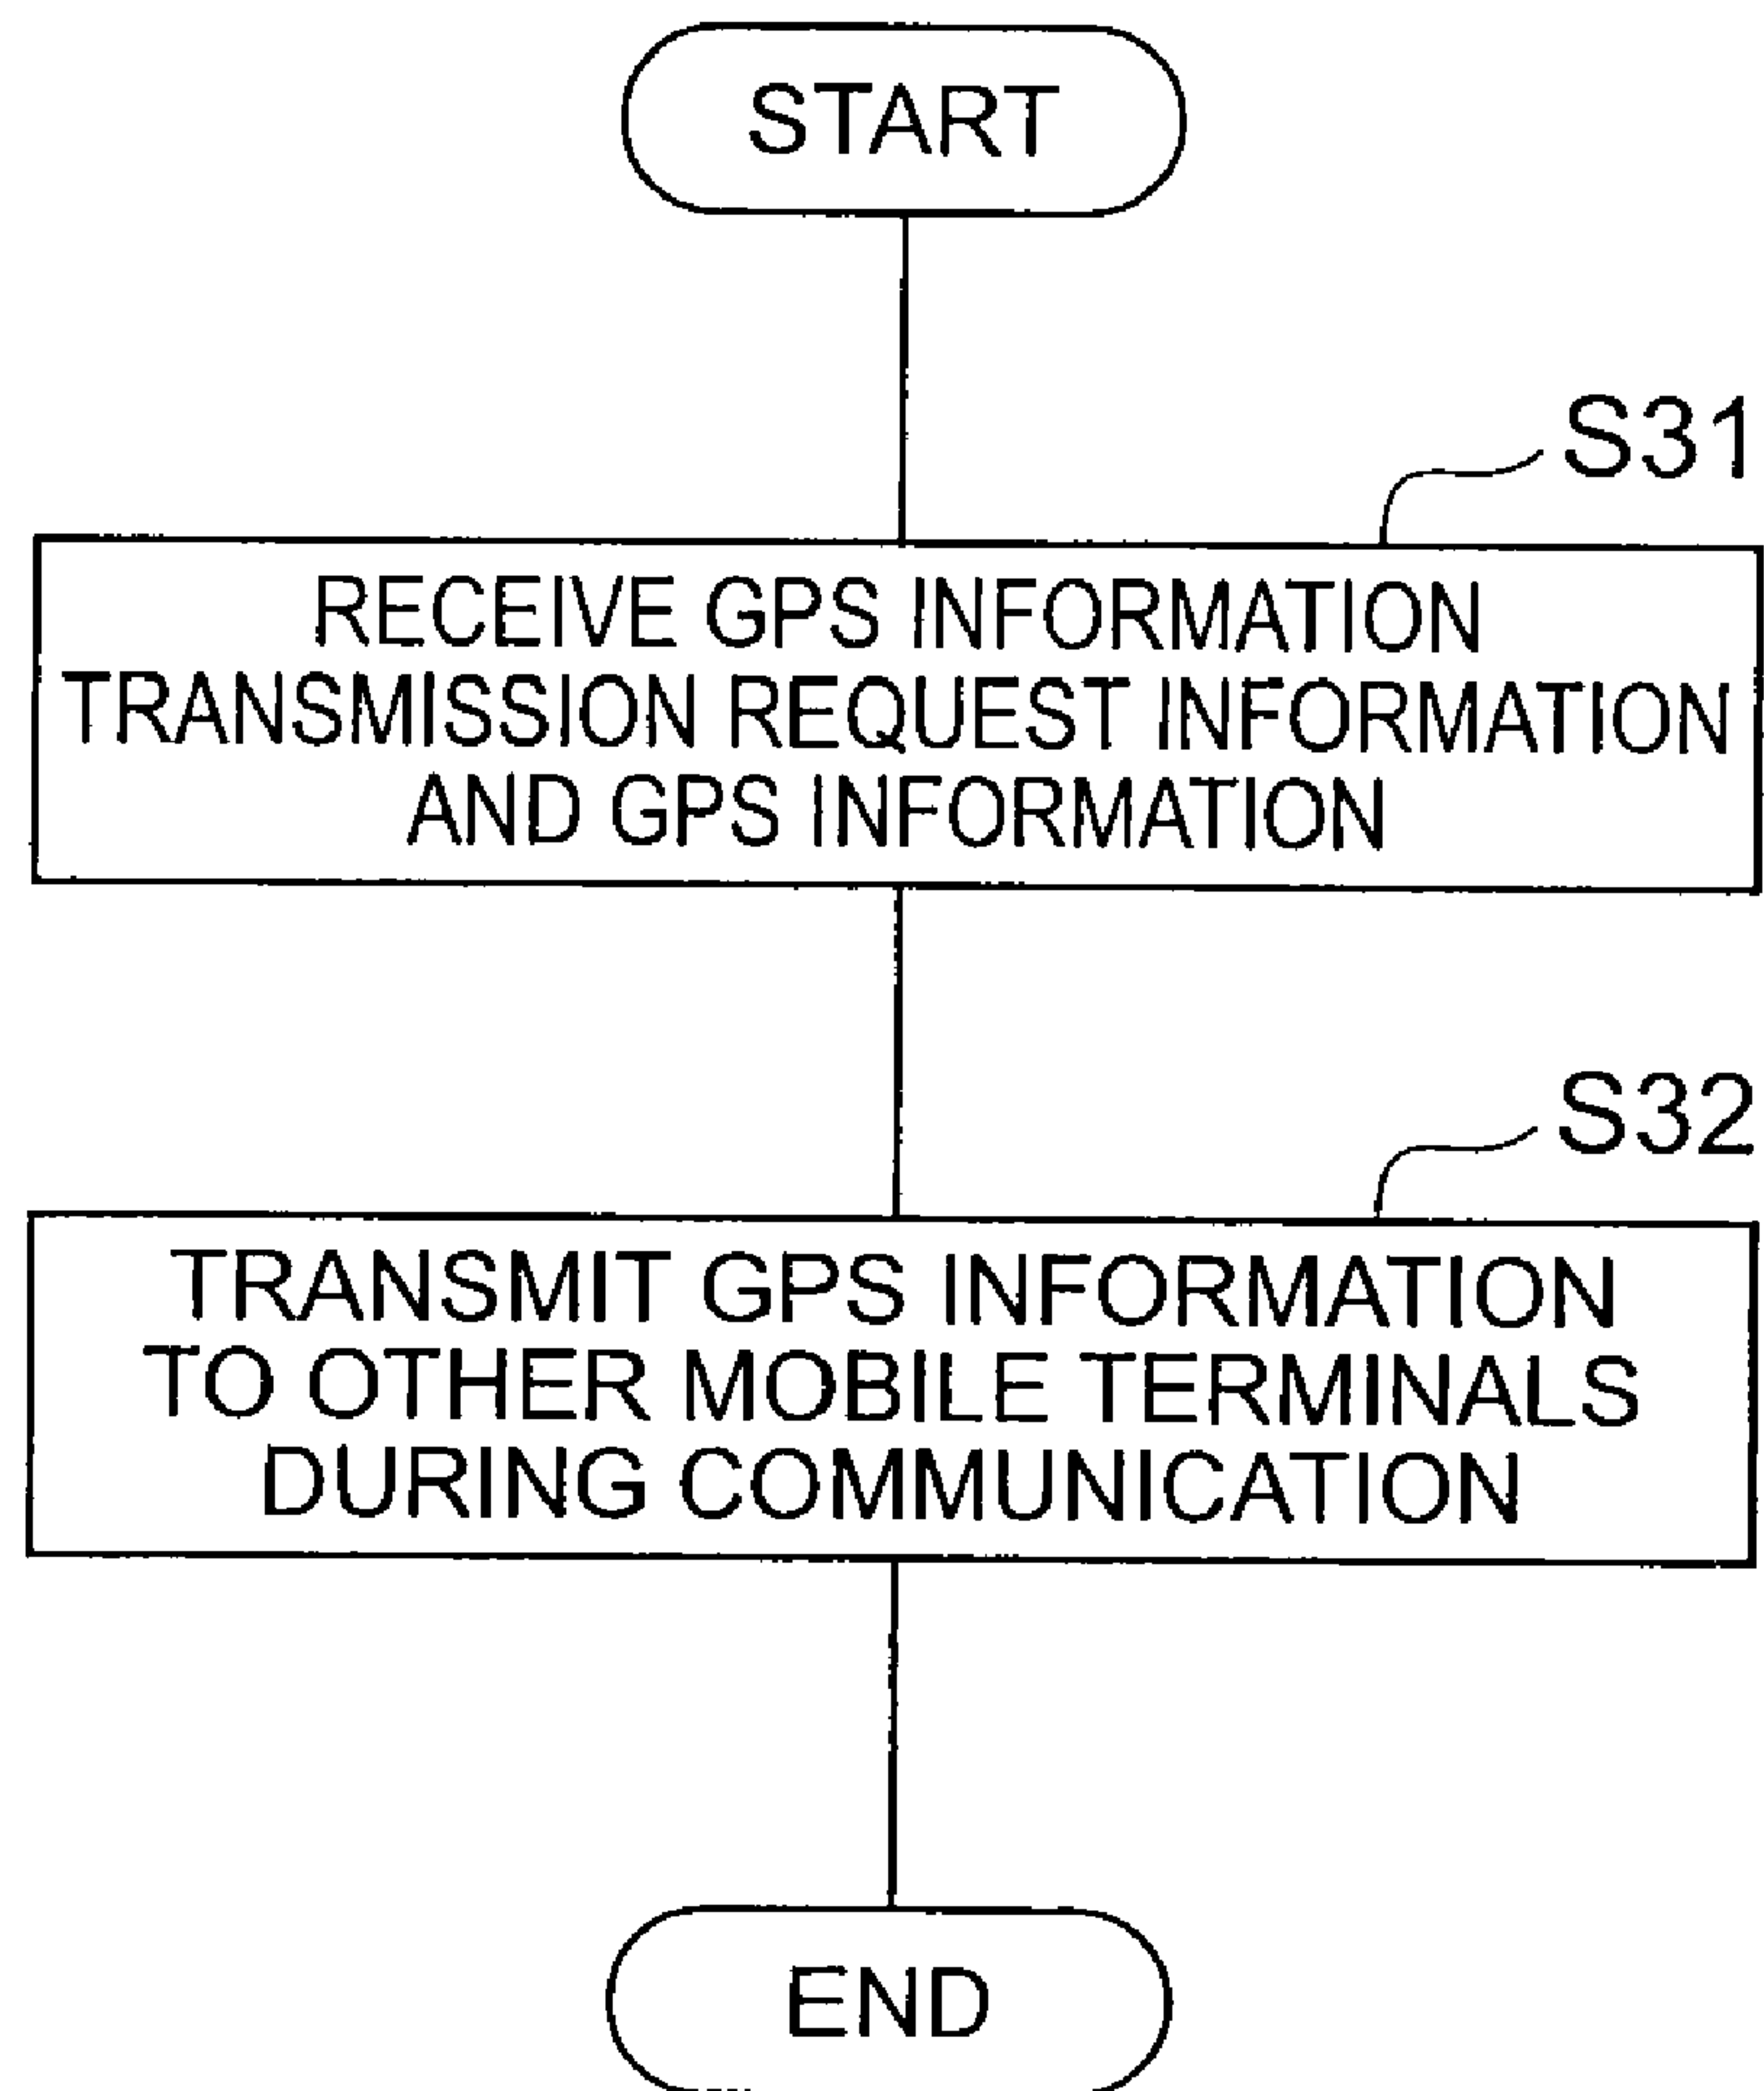 START
S31
RECEIVE GPS INFORMATION
TRANSMISSION REQUEST INFORMATION
AND GPS INFORMATION
S32
TRANSMIT GPS INFORMATION
TO OTHER MOBILE TERMINALS
DURING COMMUNICATION
END